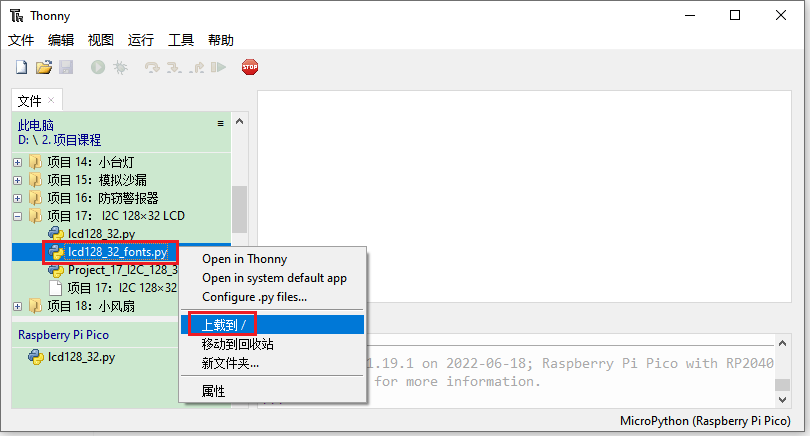 Thonny
文件 编辑 视图 运行 工具 帮助
STOP
文件
此电脑
D: \ 2. 项目课程
项目 14：小台灯
项目 15：模拟沙漏
项目 16：防窃警报器
项目 17： I2C 128×32 LCD
lcd128_32.py
lcd128_32_fonts.py
Project_17_I2C_128_3
项目 17：I2C 128×32
项目 18：小风扇
Raspberry Pi Pico
lcd128_32.py
Open in Thonny
Open in system default app
Configure .py files...
上载到 /
移动到回收站
新文件夹...
属性
1.19.1 on 2022-06-18; Raspberry Pi Pico with RP2040
for more information.
MicroPython (Raspberry Pi Pico)